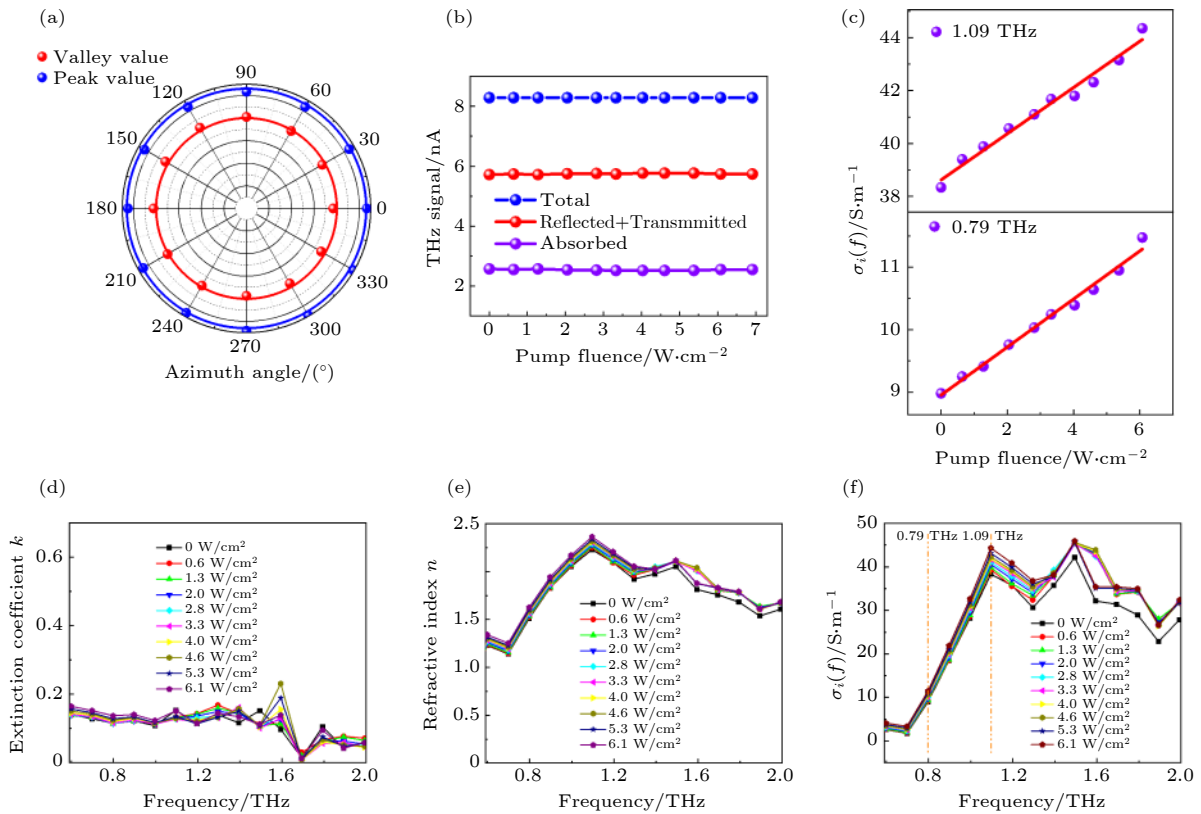 (a)
Valley value
Peak value
90
120
60
150
30
180
0
210
330
240
300
270
Azimuth angle/(°)
(b)
8
6
4
2
THz signal/nA
Total
Reflected+Transmmitted
Absorbed
0 1 2 3 4 5 6 7
Pump fluence/W·cm⁻²
(c)
1.09 THz
44
42
40
38
σᵢ(f)/S·m⁻¹
0.79 THz
11
10
9
σᵢ(f)/S·m⁻¹
0 2 4 6
Pump fluence/W·cm⁻²
(d)
0.6
0.4
0.2
0
Extinction coefficient k
0 W/cm²
0.6 W/cm²
1.3 W/cm²
2.0 W/cm²
2.8 W/cm²
3.3 W/cm²
4.0 W/cm²
4.6 W/cm²
5.3 W/cm²
6.1 W/cm²
0.8 1.2 1.6 2.0
Frequency/THz
(e)
2.5
2.0
1.5
1.0
0.5
0
Refractive index n
0 W/cm²
0.6 W/cm²
1.3 W/cm²
2.0 W/cm²
2.8 W/cm²
3.3 W/cm²
4.0 W/cm²
4.6 W/cm²
5.3 W/cm²
6.1 W/cm²
0.8 1.2 1.6 2.0
Frequency/THz
(f)
50
40
30
20
10
0
σᵢ(f)/S·m⁻¹
0.79 THz 1.09 THz
0 W/cm²
0.6 W/cm²
1.3 W/cm²
2.0 W/cm²
2.8 W/cm²
3.3 W/cm²
4.0 W/cm²
4.6 W/cm²
5.3 W/cm²
6.1 W/cm²
0.8 1.2 1.6 2.0
Frequency/THz